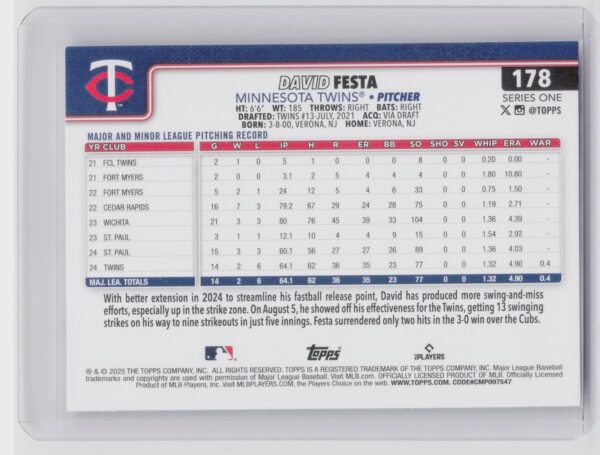 TC
DAVID FESTA
178
MINNESOTA TWINS® • PITCHER
SERIES ONE
HT: 6'6" WT: 185 THROWS: RIGHT BATS: RIGHT
@TOPPS
DRAFTED: TWINS #13-JULY, 2021 ACQ: VIA DRAFT
BORN: 3-8-00, VERONA, NJ HOME: VERONA, NJ
MAJOR AND MINOR LEAGUE PITCHING RECORD
YR CLUB G W L IP H R ER BB SO SHO SV WHIP ERA WAR
21 FCL TWINS 2 1 0 5 1 0 0 0 8 0 0 0.20 0.00 -
21 FORT MYERS 2 0 0 3.1 2 5 4 4 4 0 0 1.80 10.80 -
22 FORT MYERS 5 2 1 24 12 5 4 6 33 0 0 0.75 1.50 -
22 CEDAR RAPIDS 16 7 3 79.2 67 29 24 28 75 0 0 1.19 2.71 -
23 WICHITA 21 3 3 80 76 45 39 33 104 0 0 1.36 4.39 -
23 ST. PAUL 3 1 1 12.1 10 4 4 9 15 0 0 1.54 2.92 -
24 ST. PAUL 15 3 3 60.1 56 27 27 26 89 0 0 1.36 4.03 -
24 TWINS 14 2 6 64.1 62 36 35 23 77 0 0 1.32 4.90 0.4
MAJ. LEA. TOTALS 14 2 6 64.1 62 36 35 23 77 0 0 1.32 4.90 0.4
With better extension in 2024 to streamline his fastball release point, David has produced more swing-and-miss
efforts, especially up in the strike zone. On August 5, he showed off his effectiveness for the Twins, getting 13 swinging
strikes on his way to nine strikeouts in just five innings. Festa surrendered only two hits in the 3-0 win over the Cubs.
Topps
PLAYERS
® & © 2025 THE TOPPS COMPANY, INC. ALL RIGHTS RESERVED. TOPPS IS A REGISTERED TRADEMARK OF THE TOPPS COMPANY, INC. Major League Baseball
trademarks and copyrights are used with permission of Major League Baseball. Visit MLB.com. OFFICIALLY LICENSED PRODUCT OF MLB. Officially Licensed
Product of MLB Players, Inc. Visit MLBPLAYERS.COM, the Players Choice on the web. WWW.TOPPS.COM. CODE#CMP097547